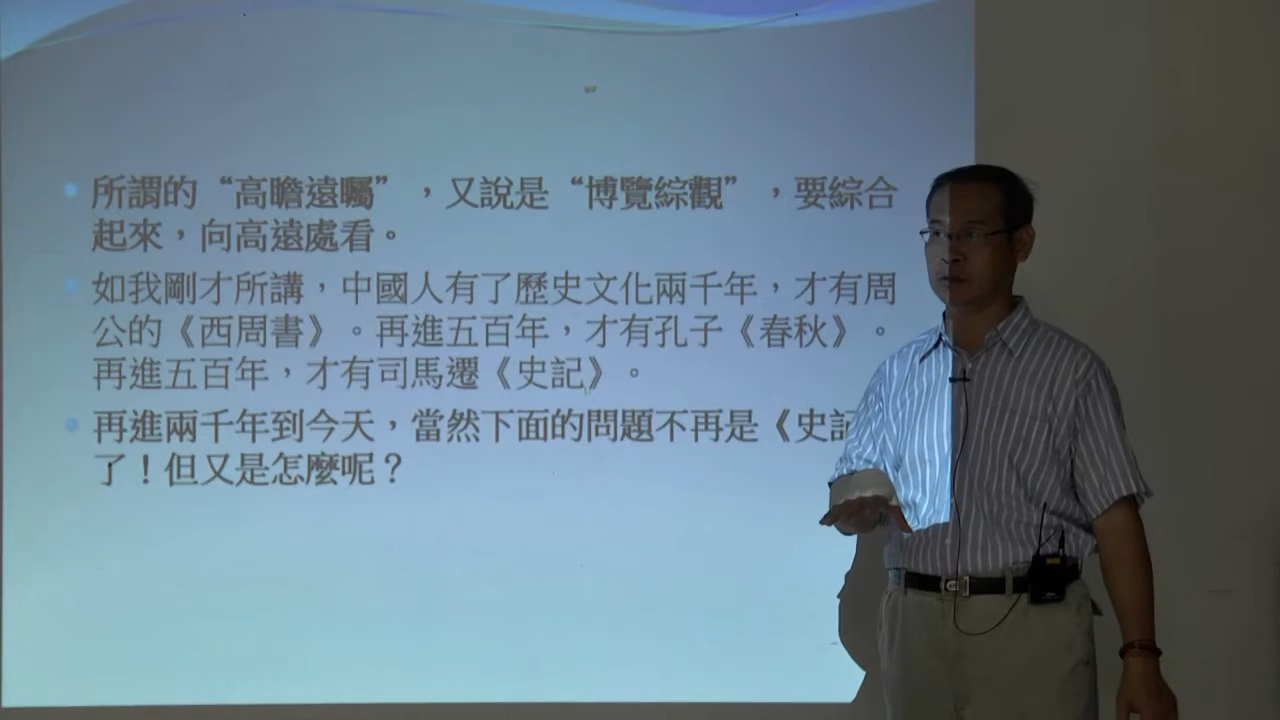 所謂的“高瞻遠矚”，又說是“博覽綜觀”，要綜合
起來，向高遠處看。
如我剛才所講，中國人有了歷史文化兩千年，才有周
公的《西周書》。再進五百年，才有孔子《春秋》。
再進五百年，才有司馬遷《史記》。
再進兩千年到今天，當然下面的問題不再是《史記
了！但又是怎麼呢？